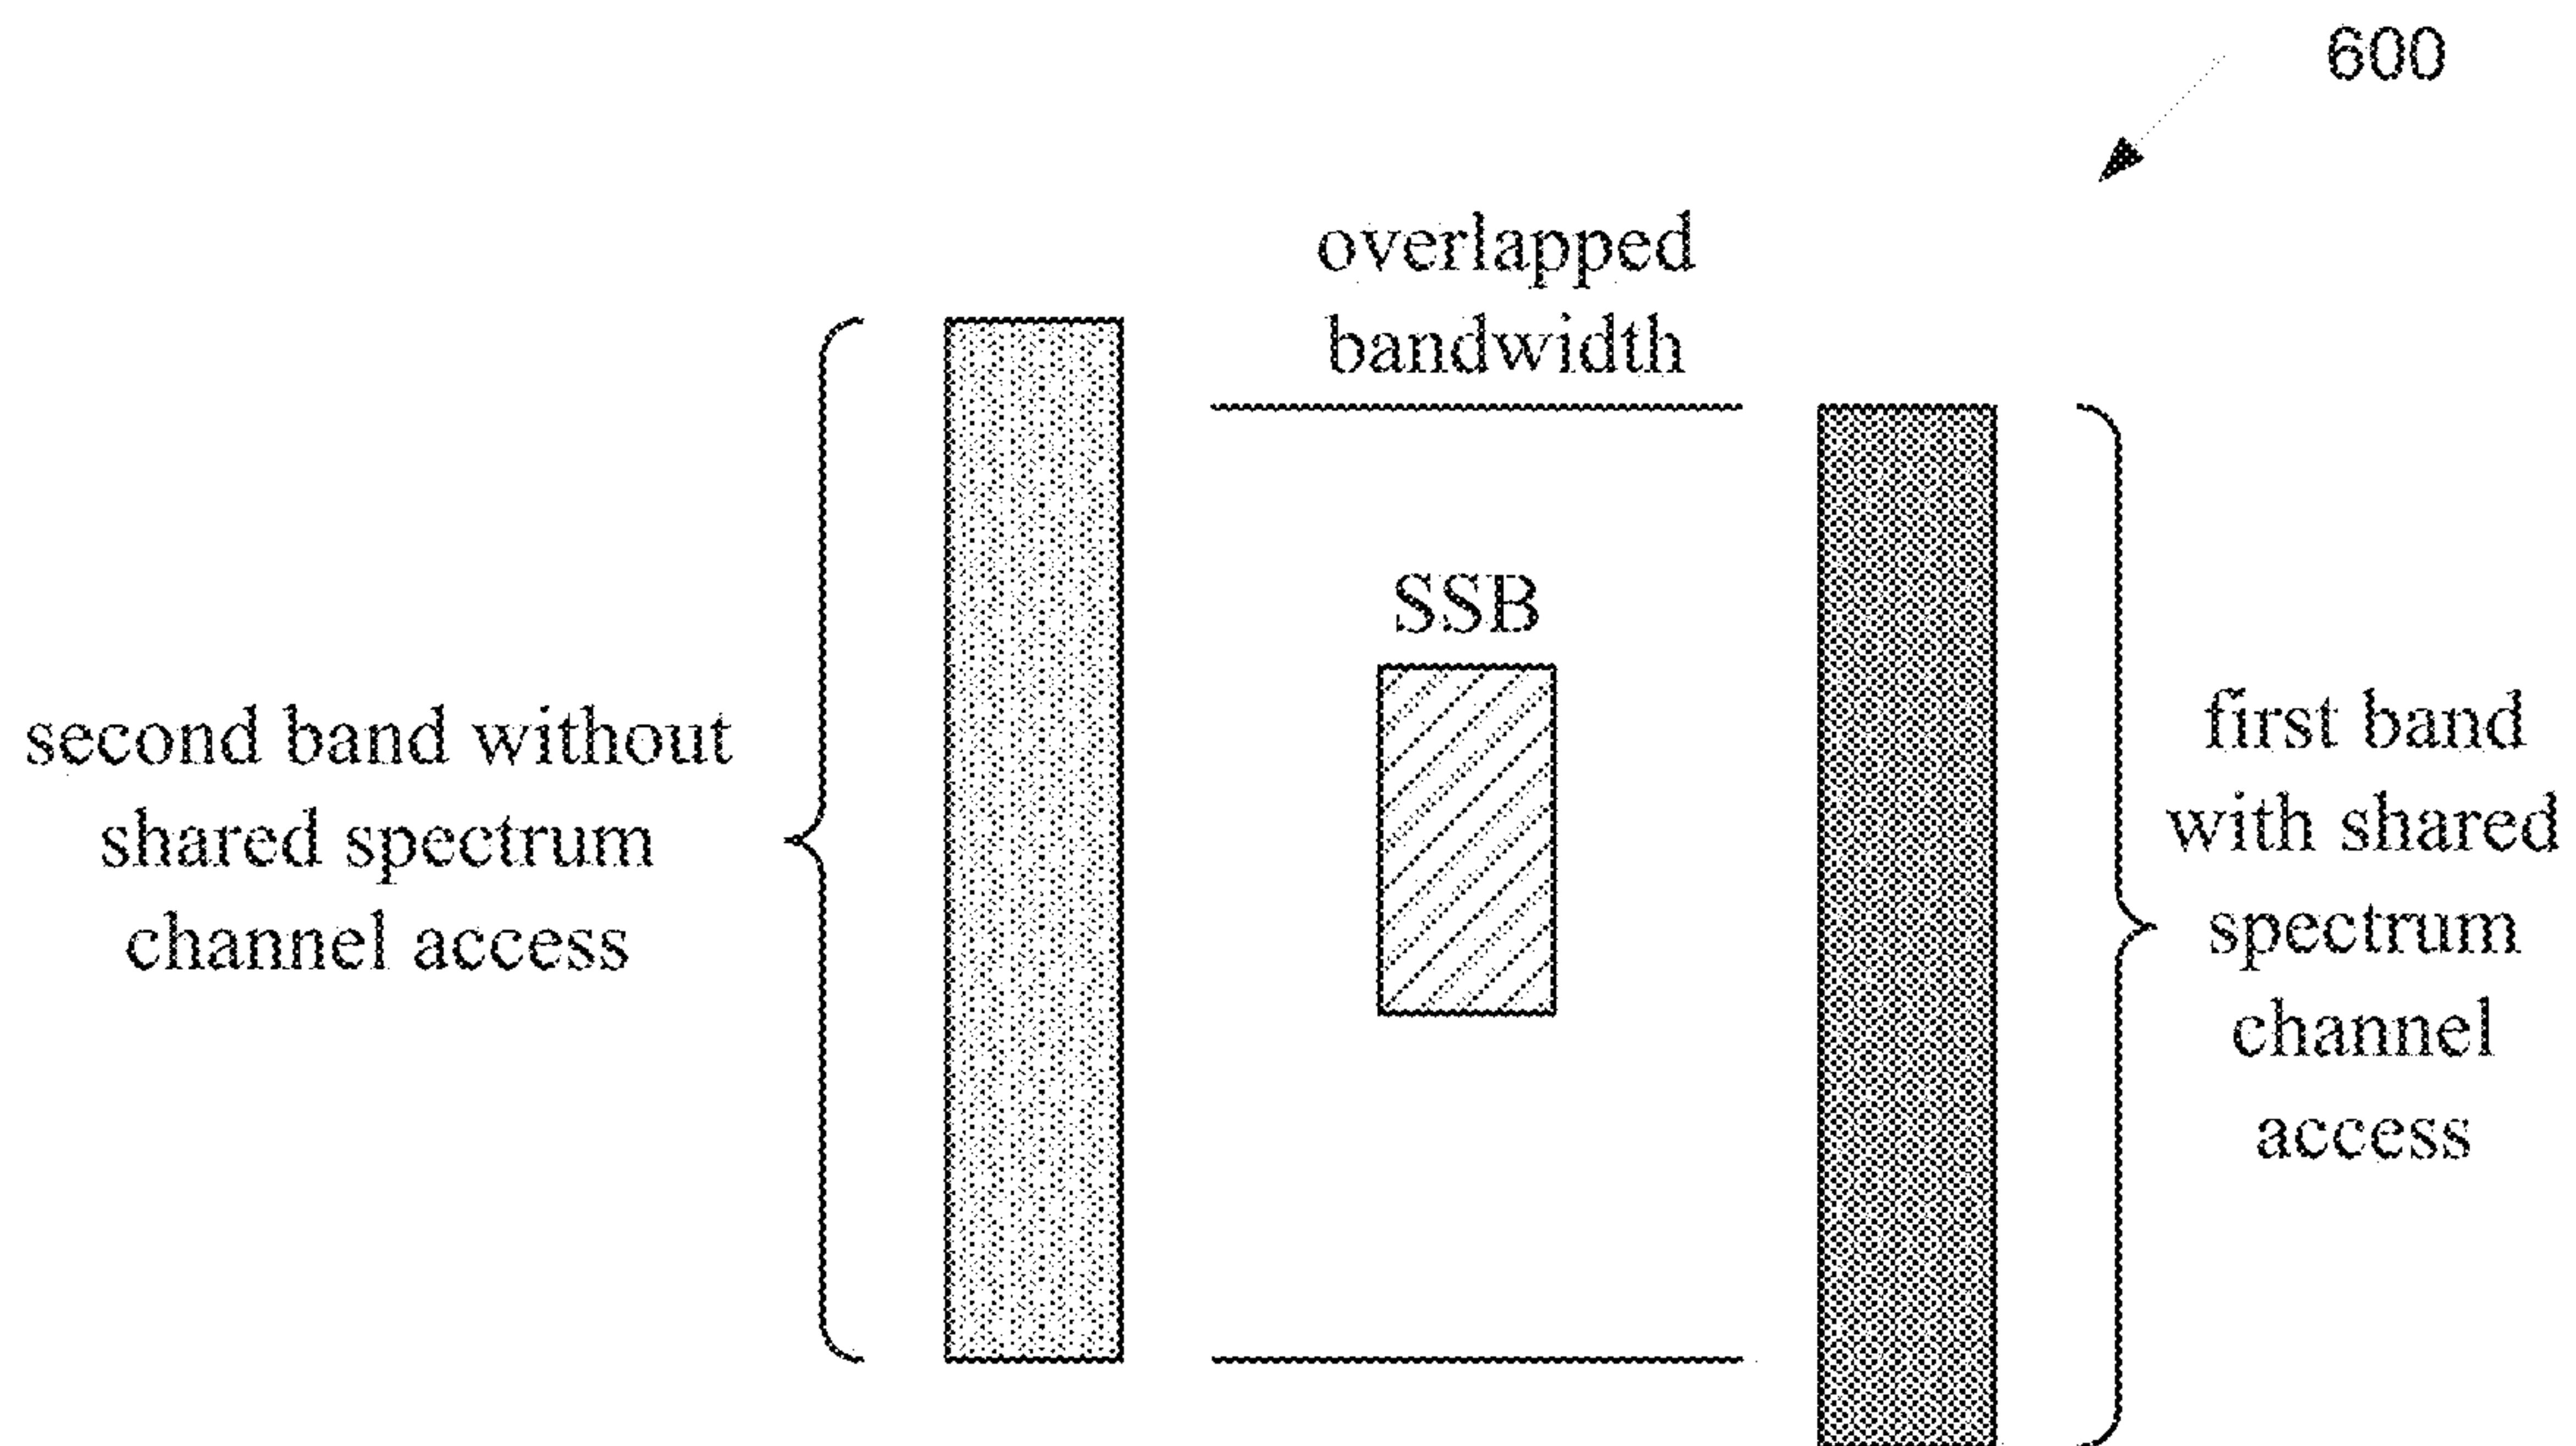 600
overlapped
bandwidth
SSB
second band without
shared spectrum
channel access
first band
with shared
spectrum
channel
access